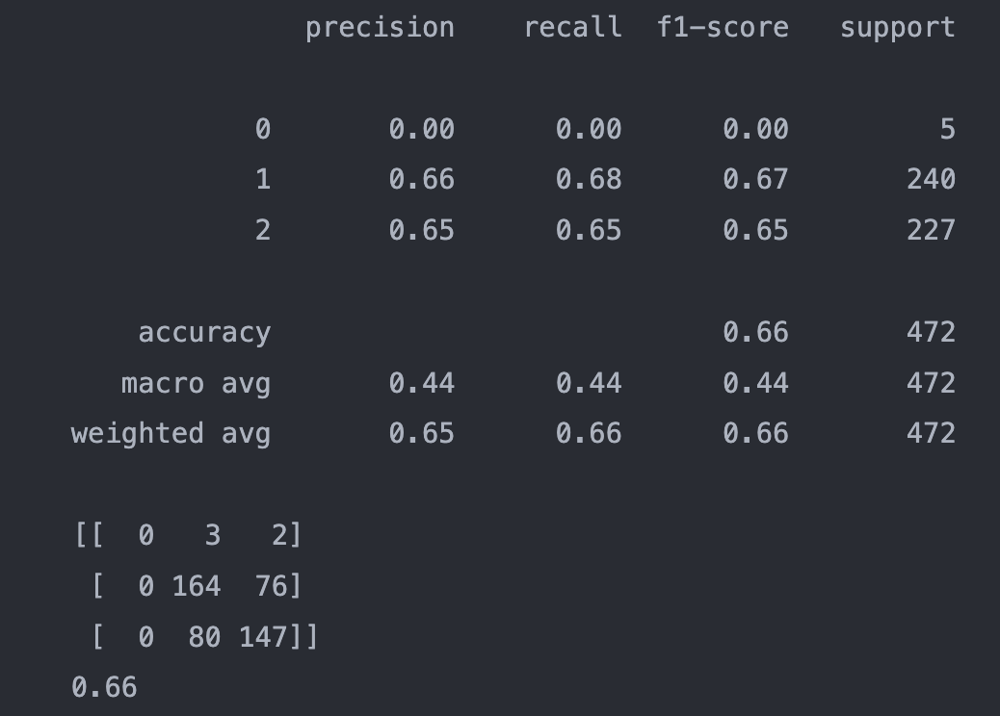 precision recall f1-score support
0 0.00 0.00 0.00 5
1 0.66 0.68 0.67 240
2 0.65 0.65 0.65 227
accuracy 0.66 472
macro avg 0.44 0.44 0.44 472
weighted avg 0.65 0.66 0.66 472
[[ 0 3 2]
[ 0 164 76]
[ 0 80 147]]
0.66